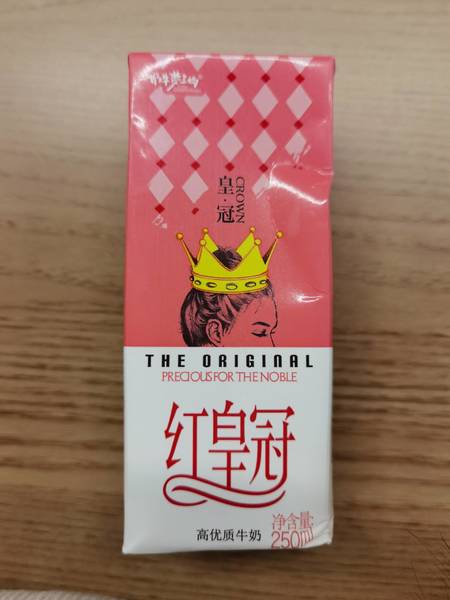 皇·冠
CROWN
THE ORIGINAL
PRECIOUS FOR THE NOBLE
红皇冠
高优质牛奶
净含量:
250ml